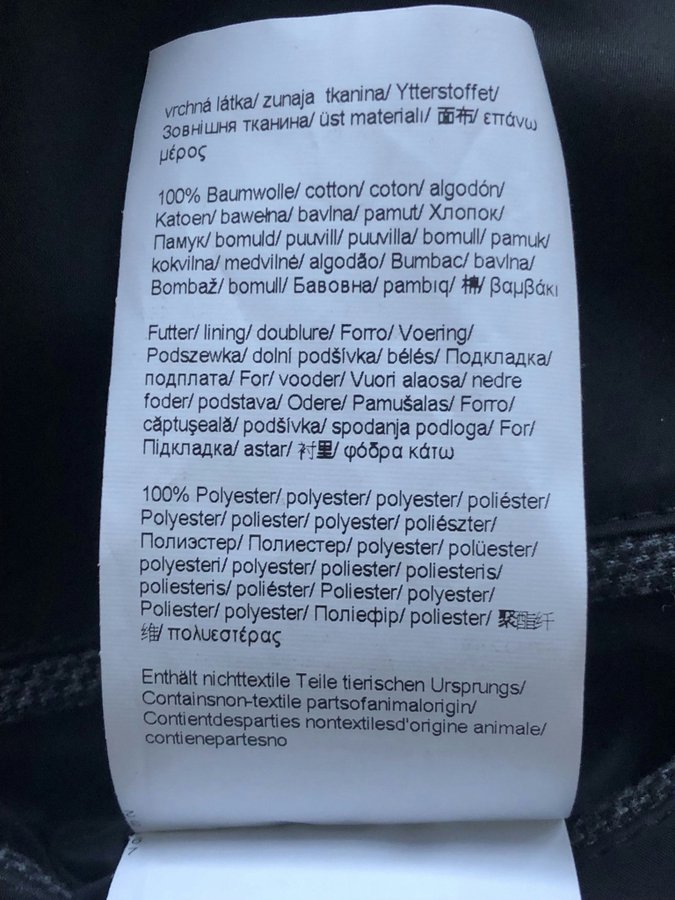 vrchná látka/ zunaja tkanina/ Ytterstoffet/
Зовнішня тканина/ üst materialı/ 面布/ επάνω
μέρος
100% Baumwolle/ cotton/ coton/ algodón/
Katoen/ bawełna/ bavlna/ pamut/ Хлопок/
Памук/ bomuld/ puuvill/ puuvilla/ bomull/ pamuk/
kokvilna/ medvilné/ algodão/ Bumbac/ bavlna/
Bombaž/ bomull/ Бавовна/ pambıq/ 棉/ βαμβάκι
Futter/ lining/ doublure/ Forro/ Voering/
Podszewka/ dolní podšívka/ bélés/ Подкладка/
подплата/ For/ vooder/ Vuori alaosa/ nedre
foder/ podstava/ Odere/ Pamušalas/ Forro/
căptuşeală/ podšívka/ spodanja podloga/ For/
Підкладка/ astar/ 衬里/ φόδρα κάτω
100% Polyester/ polyester/ polyester/ poliéster/
Polyester/ poliester/ polyester/ poliészter/
Полиэстер/ Полиестер/ polyester/ polüester/
polyesteri/ polyester/ poliester/ poliesteris/
poliesteris/ poliéster/ Poliester/ polyester/
Poliester/ polyester/ Поліефір/ poliester/ 聚酯纤
维/ πολυεστέρας
Enthält nichttextile Teile tierischen Ursprungs/
Containsnon-textile partsofanimalorigin/
Contientdesparties nontextilesd'origine animale/
contienepartesno